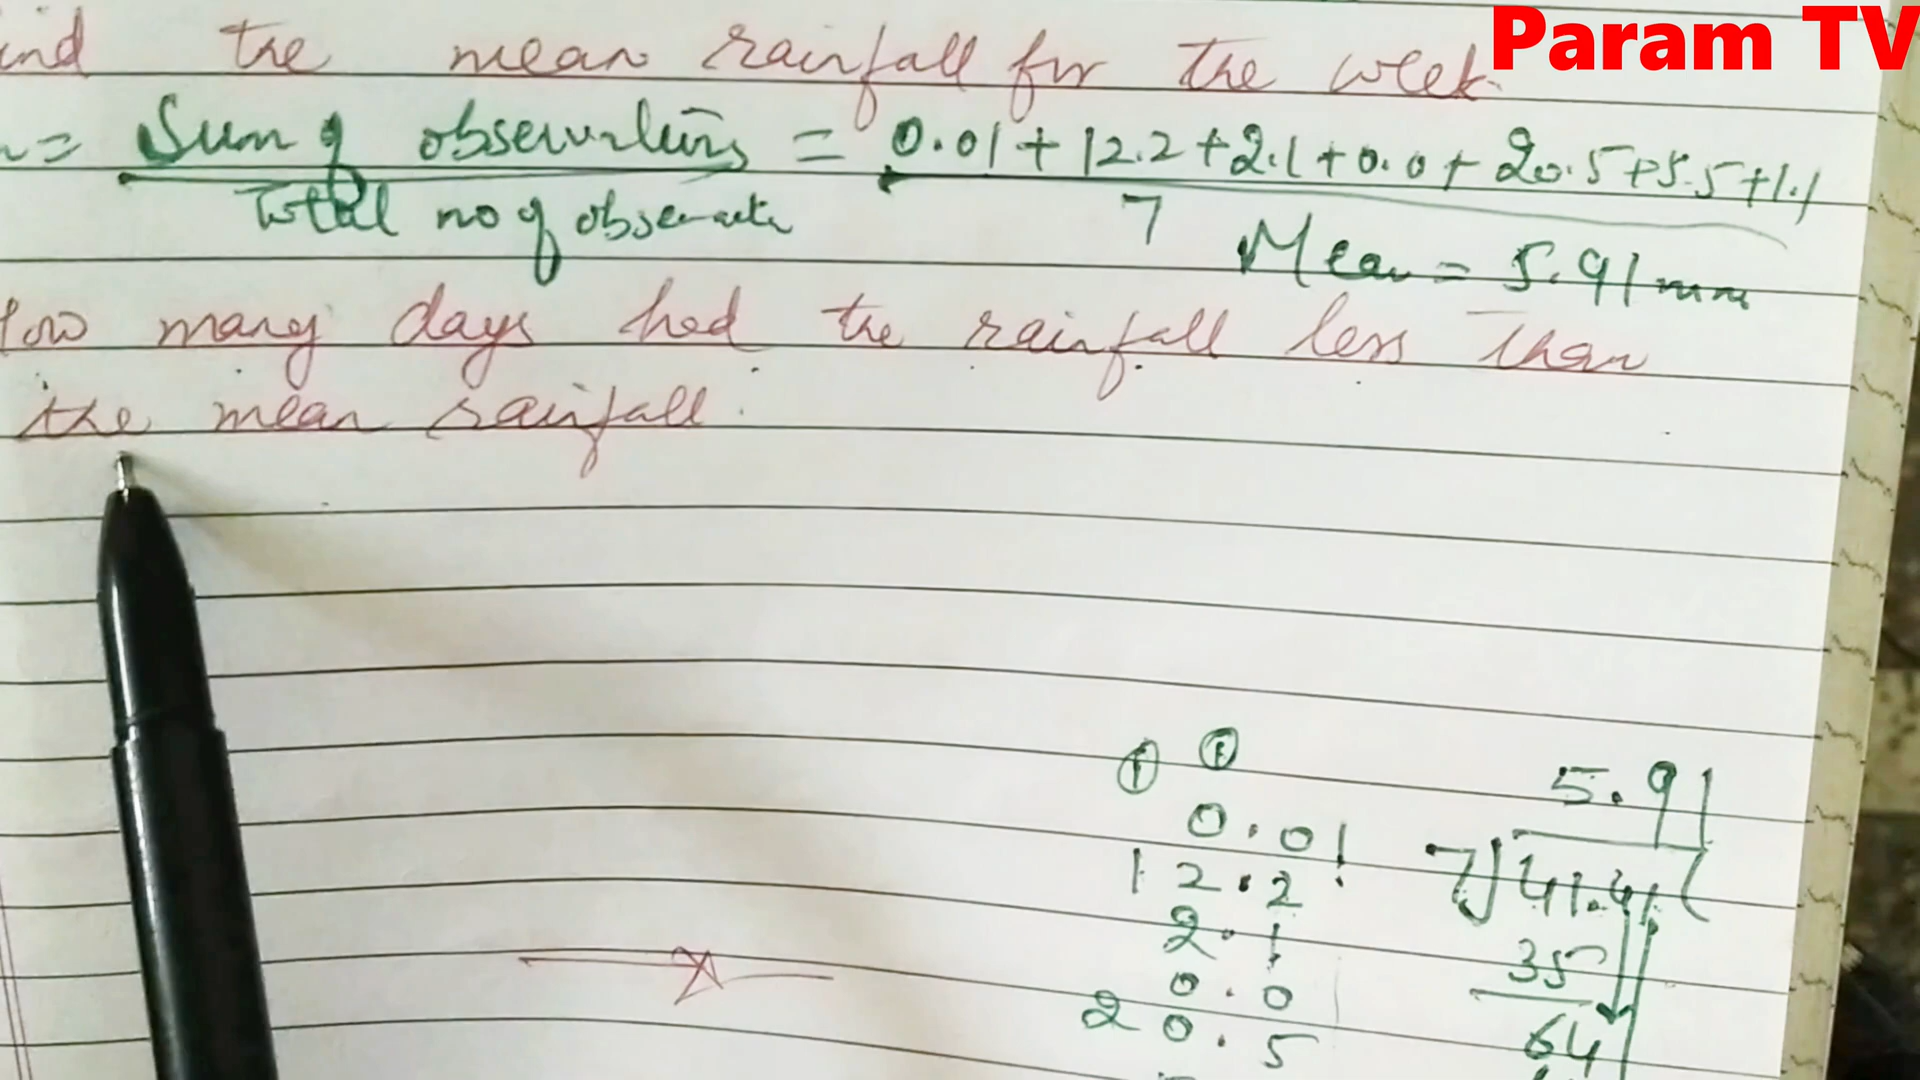 Param TV
ind the mean rainfall for the week.
n = Sum of observations = 0.01 + 12.2 + 2.1 + 0.0 + 20.5 + 5.5 + 1.1
Total no of 7
Mean = 5.91 mm
How many days had the rainfall less than
the mean rainfall.
1 1
0.01
12.2
2.1
0.0
20.5
5.91
7)41.41(
35
64